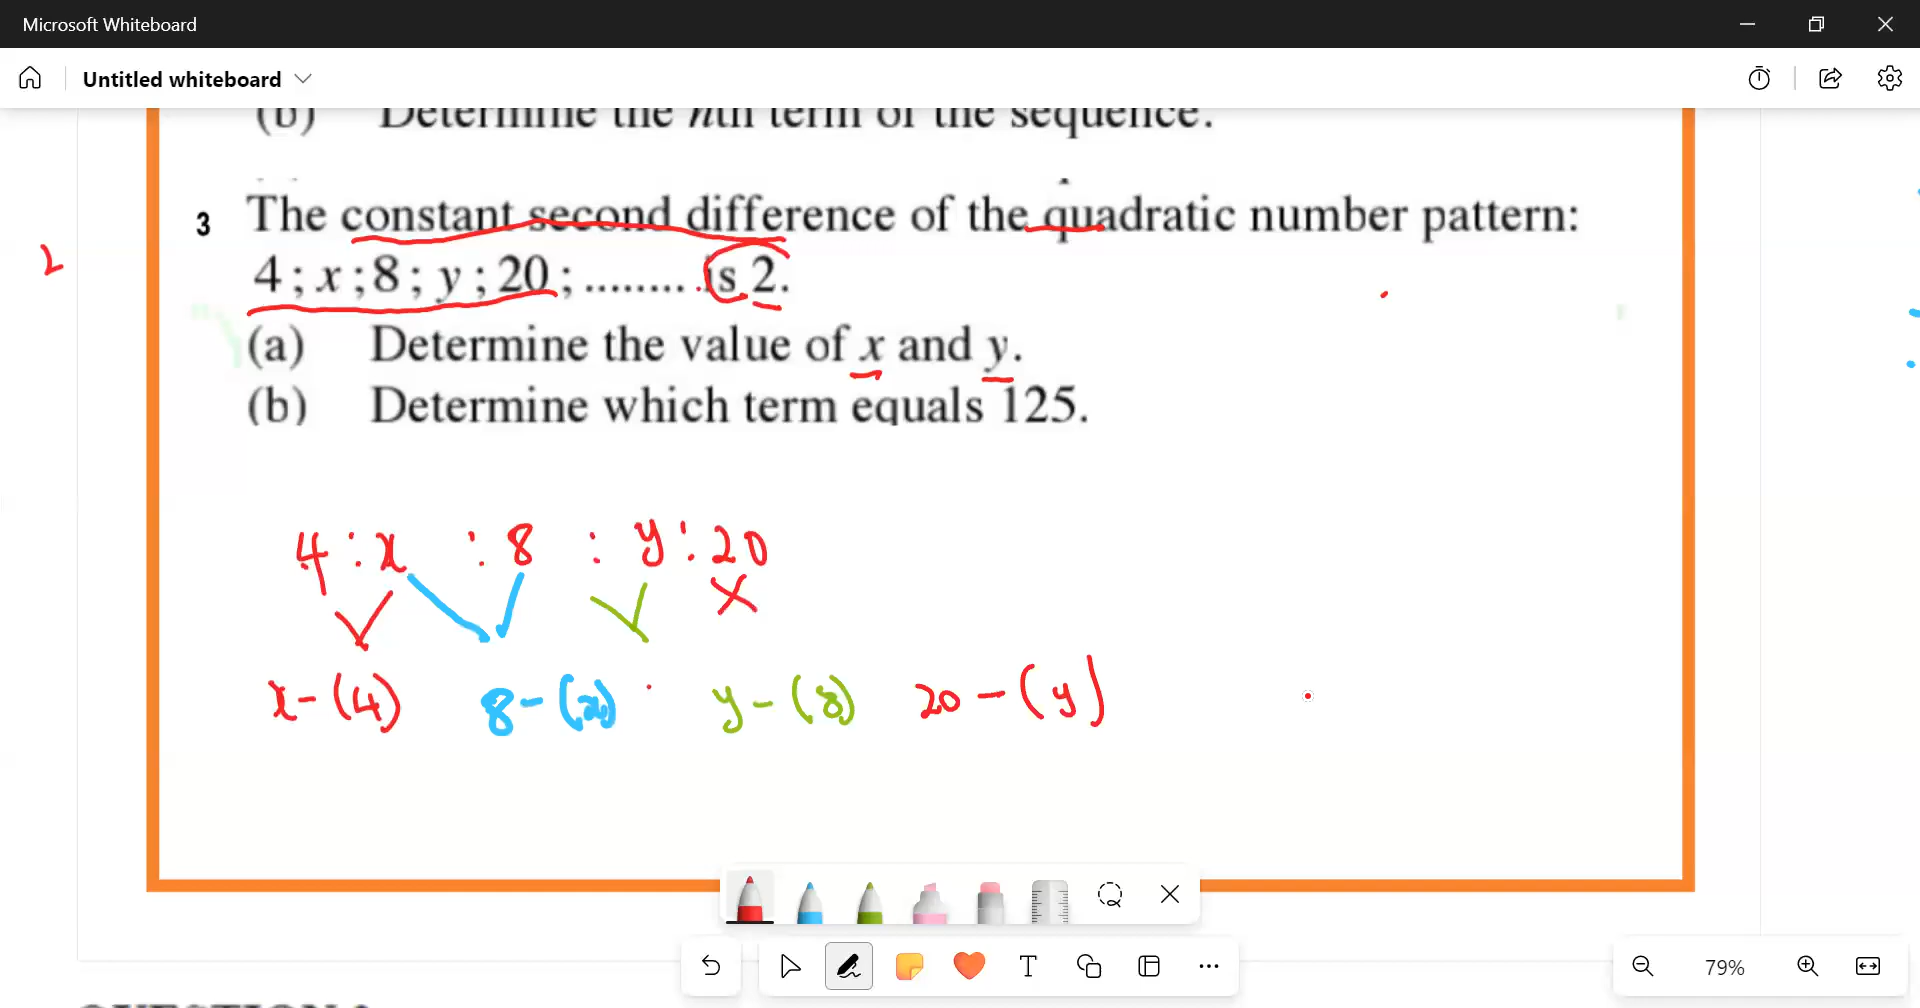 Microsoft Whiteboard
Untitled whiteboard
(b) Determine the nth term of the sequence.
3 The constant second difference of the quadratic number pattern:
2
4 ; x ; 8 ; y ; 20 ; ........ is 2.
(a) Determine the value of x and y.
(b) Determine which term equals 125.
4 : x : 8 : y : 20
x - (4) 8 - (x) y - (8) 20 - (y)
79%